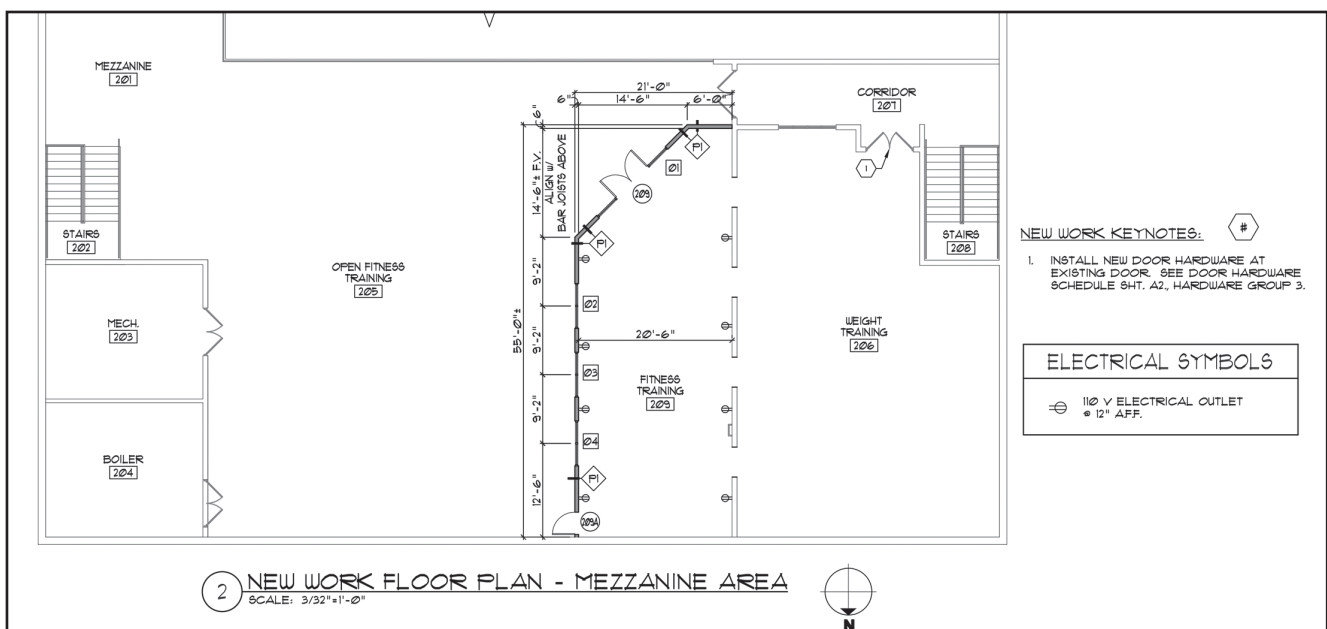 MEZZANINE
201
21'-0"
6"
14'-6"
6'-0"
CORRIDOR
207
6"
P1
01
1
14'-6"± F.V.
ALIGN w/
BAR JOISTS ABOVE
209
STAIRS
202
STAIRS
208
P1
NEW WORK KEYNOTES:
#
1. INSTALL NEW DOOR HARDWARE AT
EXISTING DOOR. SEE DOOR HARDWARE
SCHEDULE SHT. A2., HARDWARE GROUP 3.
OPEN FITNESS
TRAINING
205
9'-2"
02
MECH.
203
55'-0"±
9'-2"
20'-6"
WEIGHT
TRAINING
206
03
FITNESS
TRAINING
209
9'-2"
ELECTRICAL SYMBOLS
110 V ELECTRICAL OUTLET
@ 12" A.F.F.
04
BOILER
204
12'-6"
P1
209A
2
NEW WORK FLOOR PLAN - MEZZANINE AREA
SCALE: 3/32"=1'-0"
N